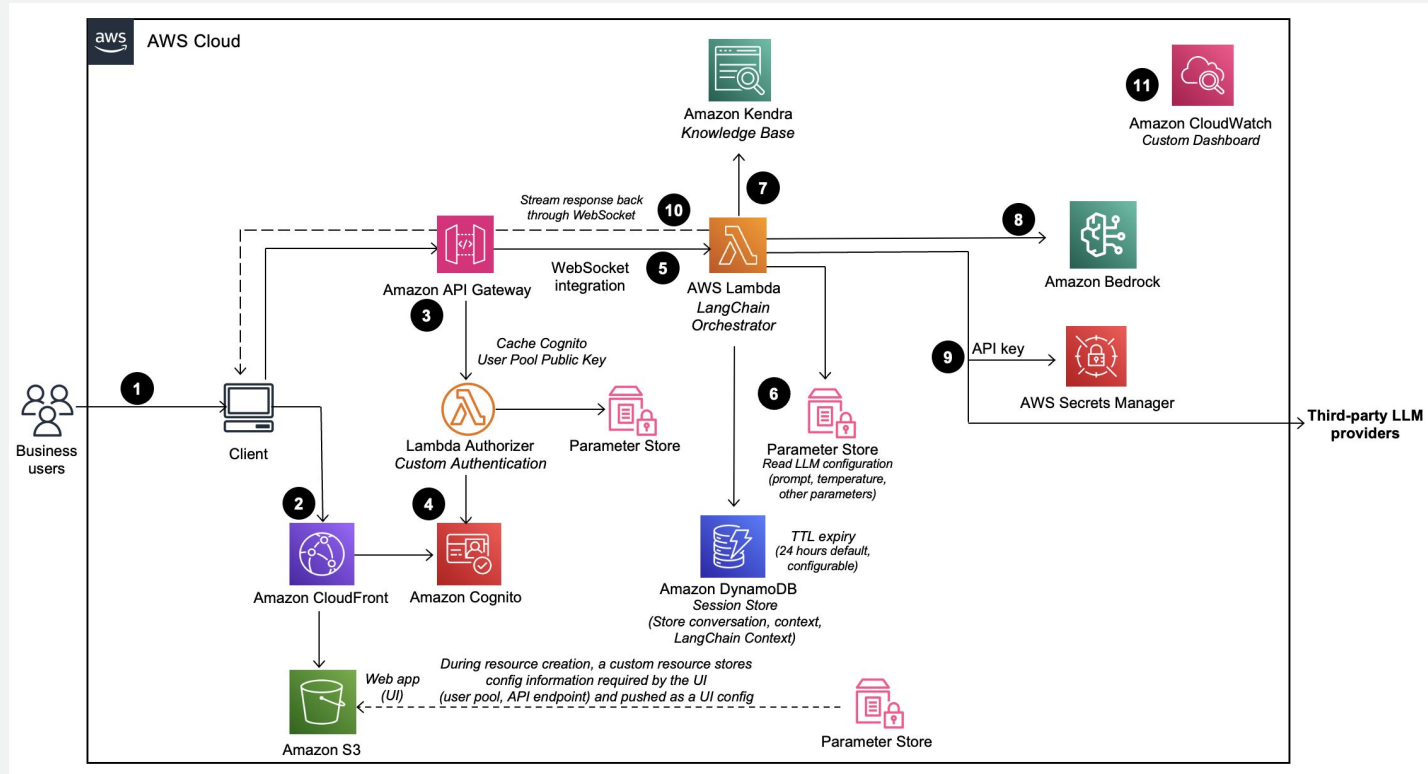 aws
AWS Cloud
Amazon Kendra
Knowledge Base
11
Amazon CloudWatch
Custom Dashboard
7
Stream response back
through WebSocket
10
8
Amazon Bedrock
Amazon API Gateway
WebSocket
integration
5
AWS Lambda
LangChain
Orchestrator
3
Cache Cognito
User Pool Public Key
9
API key
AWS Secrets Manager
Third-party LLM
providers
1
Business
users
Client
Lambda Authorizer
Custom Authentication
Parameter Store
6
Parameter Store
Read LLM configuration
(prompt, temperature,
other parameters)
2
4
Amazon CloudFront
Amazon Cognito
TTL expiry
(24 hours default,
configurable)
Amazon DynamoDB
Session Store
(Store conversation, context,
LangChain Context)
Web app
(UI)
During resource creation, a custom resource stores
config information required by the UI
(user pool, API endpoint) and pushed as a UI config
Amazon S3
Parameter Store